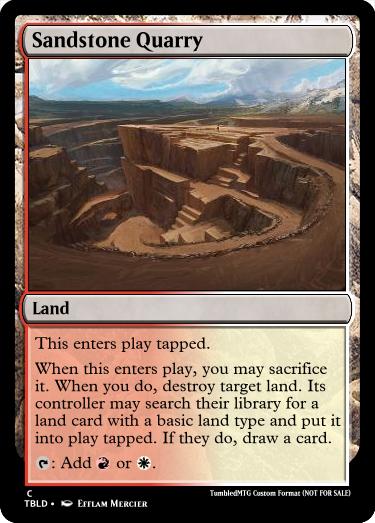 Sandstone Quarry
Land
This enters play tapped.
When this enters play, you may sacrifice
it. When you do, destroy target land. Its
controller may search their library for a
land card with a basic land type and put it
into play tapped. If they do, draw a card.
: Add or .
C
TBLD • Efflam Mercier
TumbledMTG Custom Format (NOT FOR SALE)